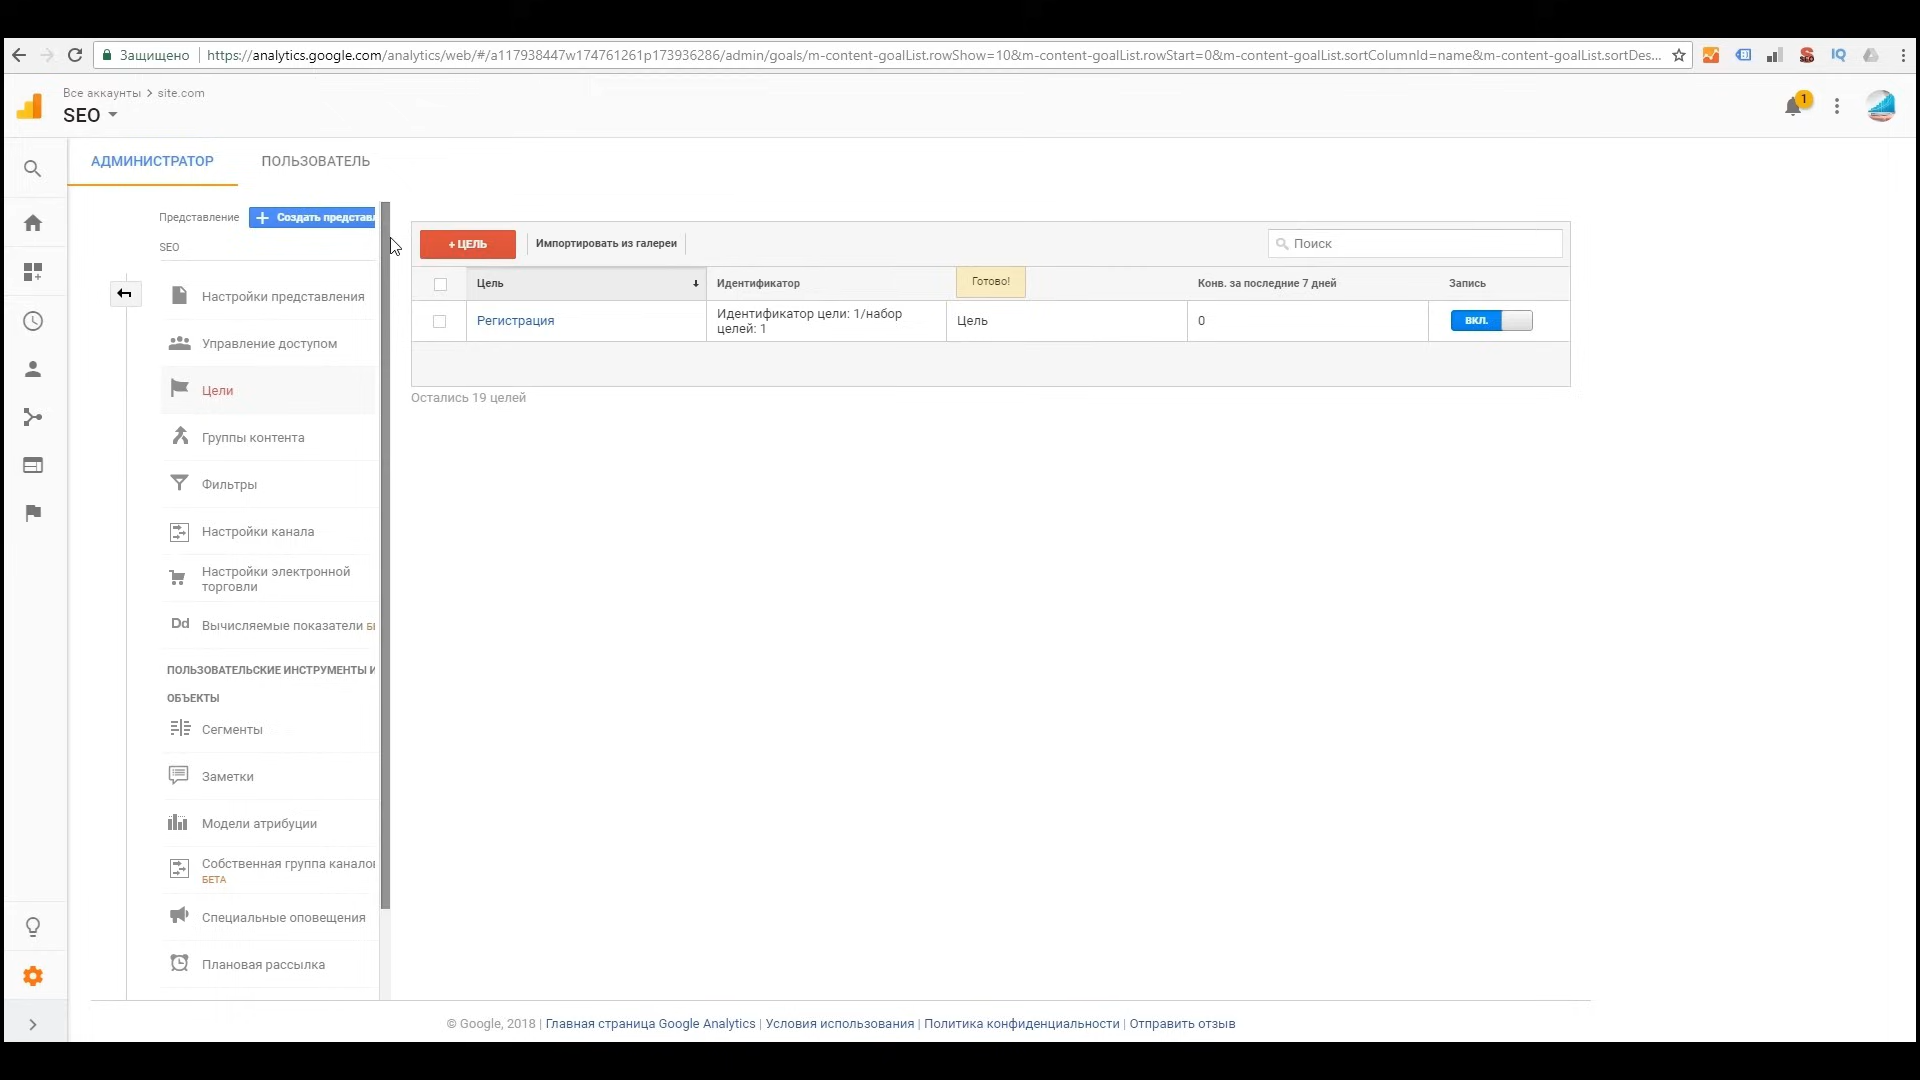 Защищено
https://analytics.google.com/analytics/web/#/a117938447w174761261p173936286/admin/goals/m-content-goalList.rowShow=10&m-content-goalList.rowStart=0&m-content-goalList.sortColumnId=name&m-content-goalList.sortDes...
Все аккаунты > site.com
SEO
1
АДМИНИСТРАТОР
ПОЛЬЗОВАТЕЛЬ
Представление
+ Создать представл
SEO
Настройки представления
Управление доступом
Цели
Группы контента
Фильтры
Настройки канала
Настройки электронной
торговли
Dd Вычисляемые показатели
ПОЛЬЗОВАТЕЛЬСКИЕ ИНСТРУМЕНТЫ И
ОБЪЕКТЫ
Сегменты
Заметки
Модели атрибуции
Собственная группа каналов
БЕТА
Специальные оповещения
Плановая рассылка
+ ЦЕЛЬ
Импортировать из галереи
Поиск
Цель
Идентификатор
Готово!
Конв. за последние 7 дней
Запись
Регистрация
Идентификатор цели: 1/набор
целей: 1
Цель
0
ВКЛ.
Остались 19 целей
© Google, 2018 | Главная страница Google Analytics | Условия использования | Политика конфиденциальности | Отправить отзыв